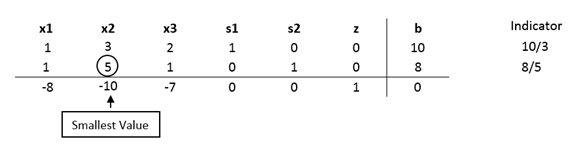 x1 x2 x3 s1 s2 z b Indicator
1 3 2 1 0 0 10 10/3
1 5 1 0 1 0 8 8/5
-8 -10 -7 0 0 1 0
Smallest Value